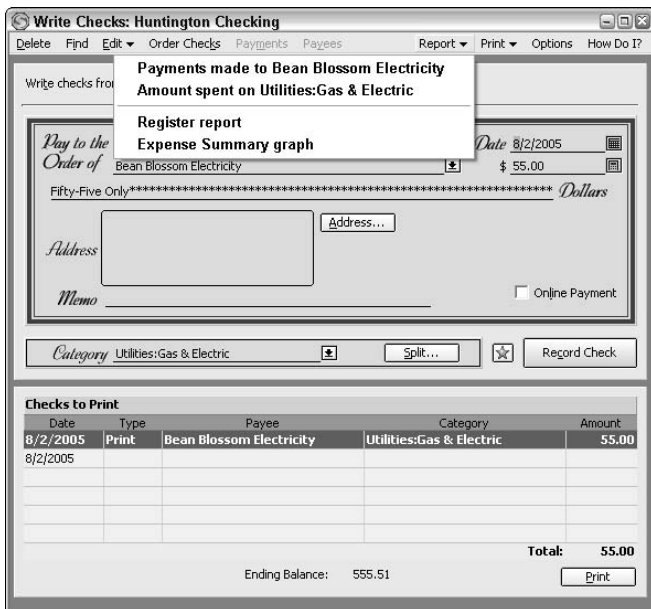 Write Checks: Huntington Checking
Delete Find Edit Order Checks Payments Payees Report Print Options How Do I?
Payments made to Bean Blossom Electricity
Amount spent on Utilities:Gas & Electric
Register report
Expense Summary graph
Write checks fro
Pay to the
Order of Bean Blossom Electricity
Date 8/2/2005
$ 55.00
Fifty-Five Only******************************************************************************** Dollars
Address
Address...
Memo
Online Payment
Category Utilities:Gas & Electric
Split...
Record Check
Checks to Print
Date Type Payee Category Amount
8/2/2005 Print Bean Blossom Electricity Utilities:Gas & Electric 55.00
8/2/2005
Total: 55.00
Ending Balance: 555.51
Print